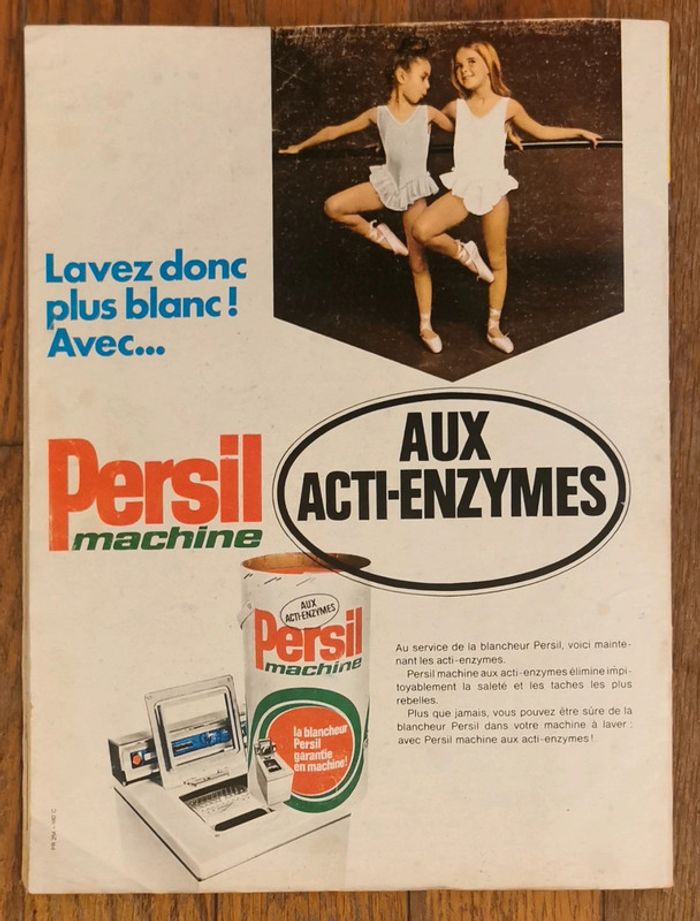 Lavez donc
plus blanc !
Avec...
Persil
machine
AUX
ACTI-ENZYMES
AUX
ACTI-ENZYMES
Persil
machine
la blancheur
Persil
garantie
en machine!
Au service de la blancheur Persil, voici mainte-
nant les acti-enzymes.
Persil machine aux acti-enzymes élimine impi-
toyablement la saleté et les taches les plus
rebelles.
Plus que jamais, vous pouvez être sûre de la
blancheur Persil dans votre machine à laver :
avec Persil machine aux acti-enzymes !